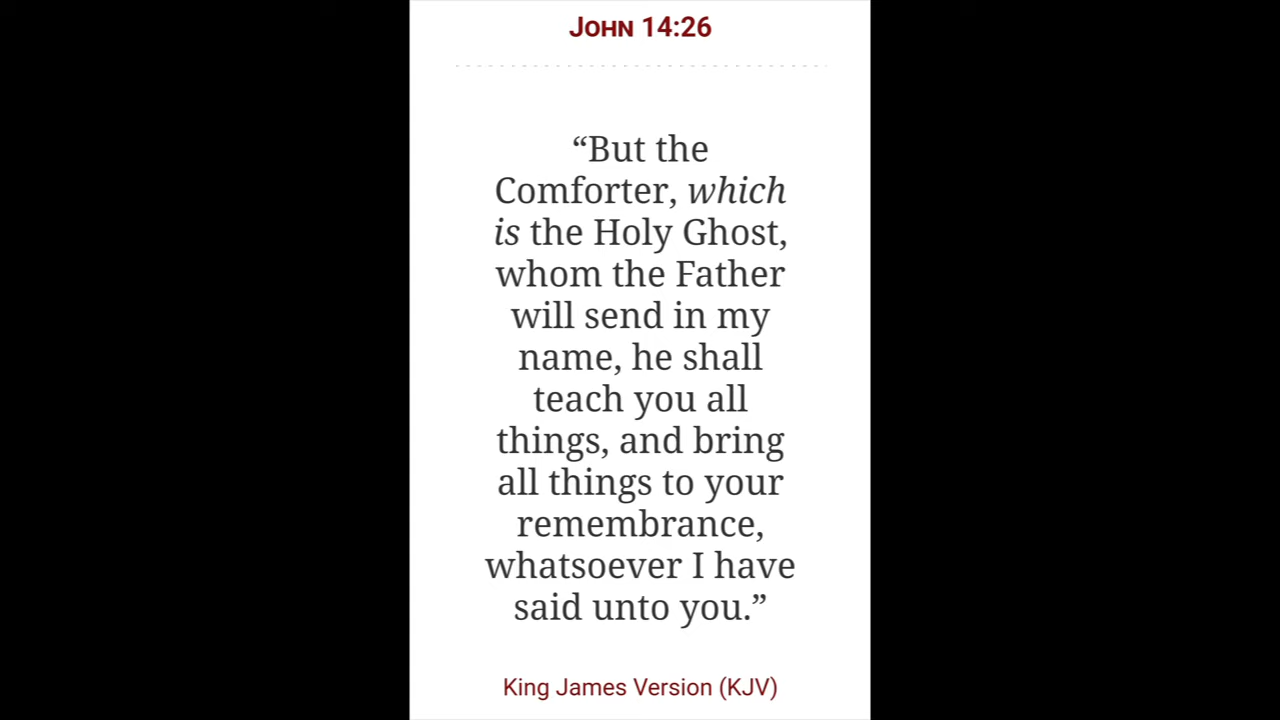 John 14:26
“But the
Comforter, which
is the Holy Ghost,
whom the Father
will send in my
name, he shall
teach you all
things, and bring
all things to your
remembrance,
whatsoever I have
said unto you.”
King James Version (KJV)